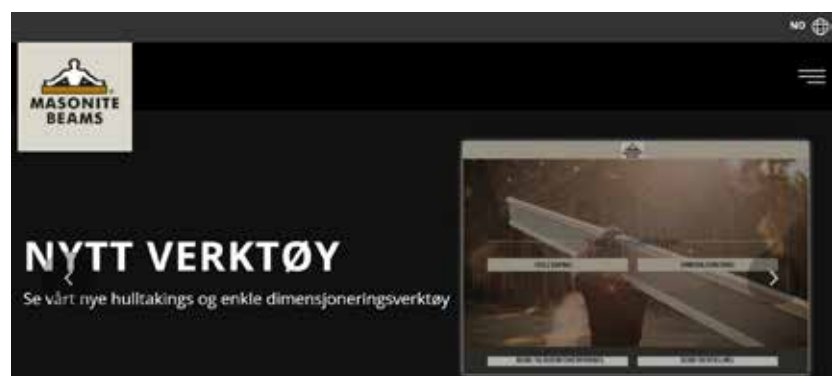 NO
MASONITE
BEAMS
NYTT VERKTØY
Se vårt nye hulltakings og enkle dimensjoneringsverktøy